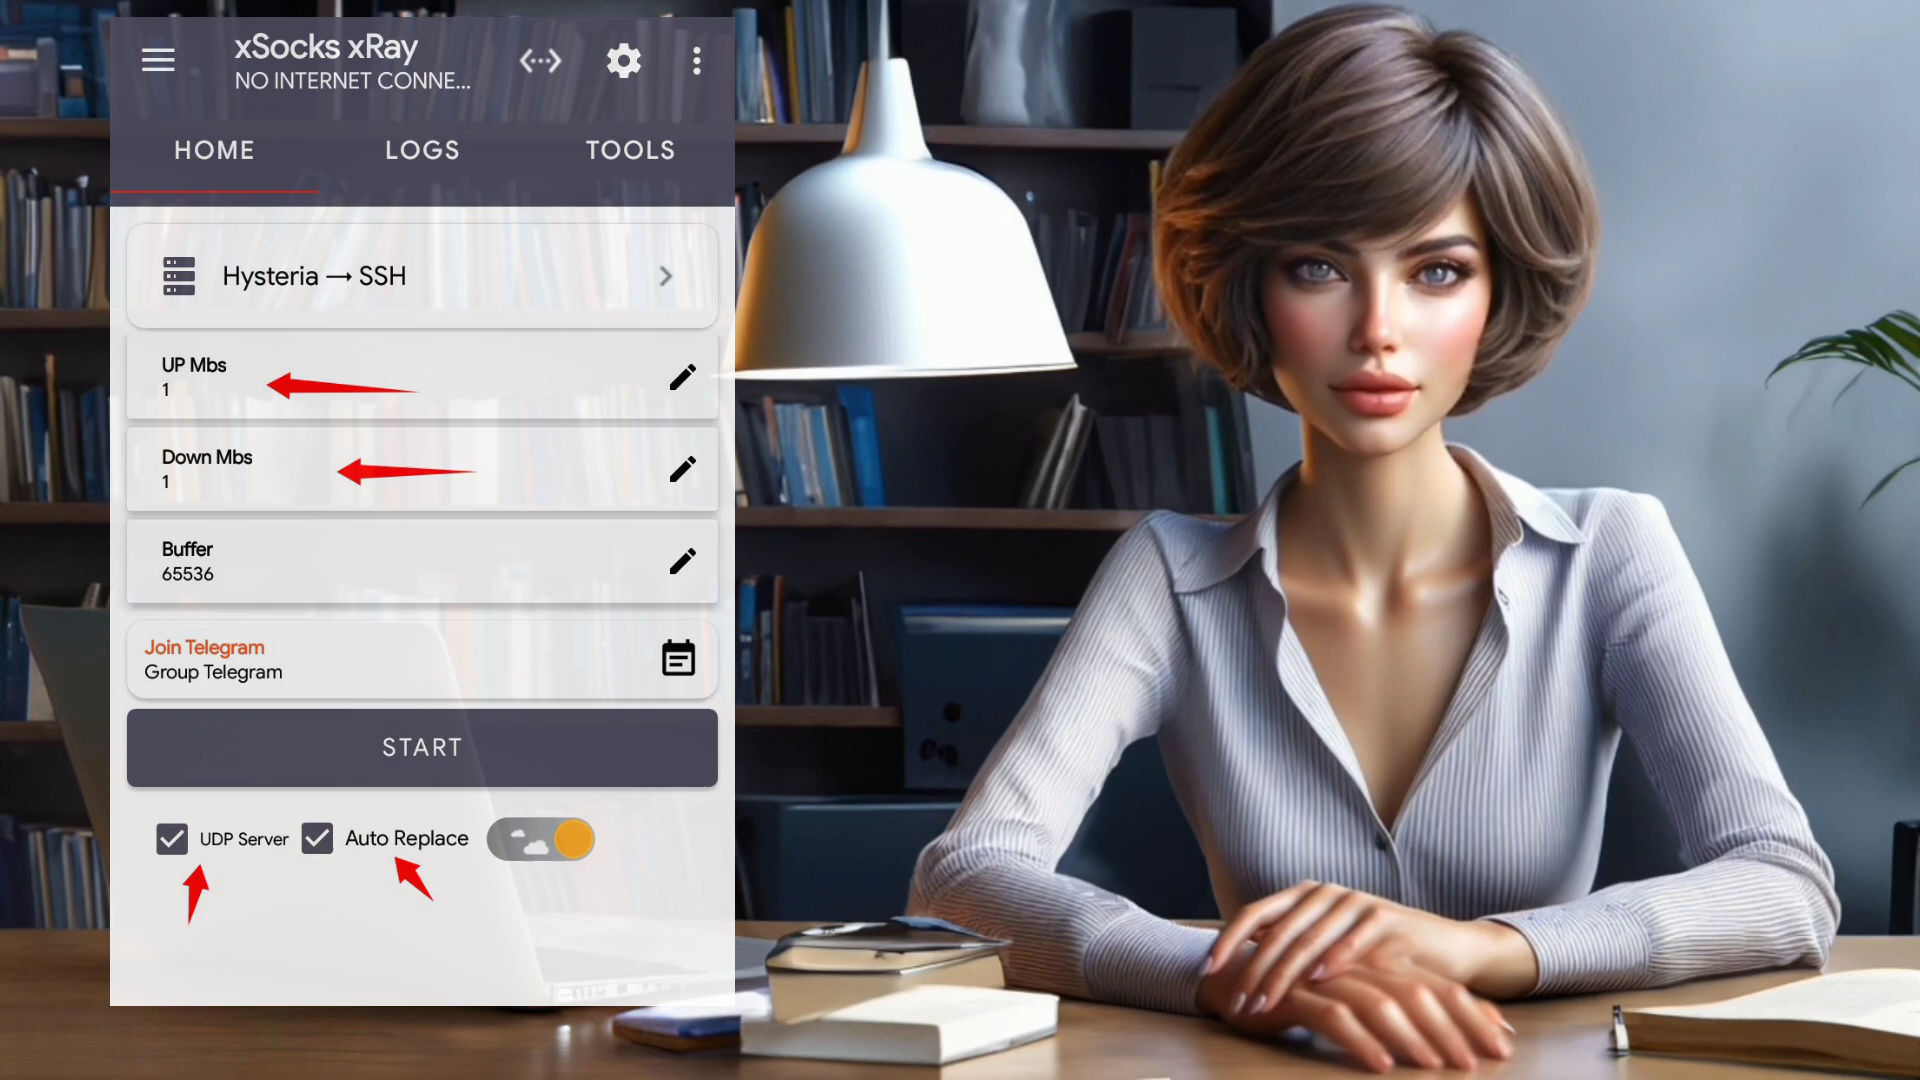 xSocks xRay
NO INTERNET CONNE...
HOME LOGS TOOLS
Hysteria → SSH
UP Mbs
1
Down Mbs
1
Buffer
65536
Join Telegram
Group Telegram
START
UDP Server Auto Replace